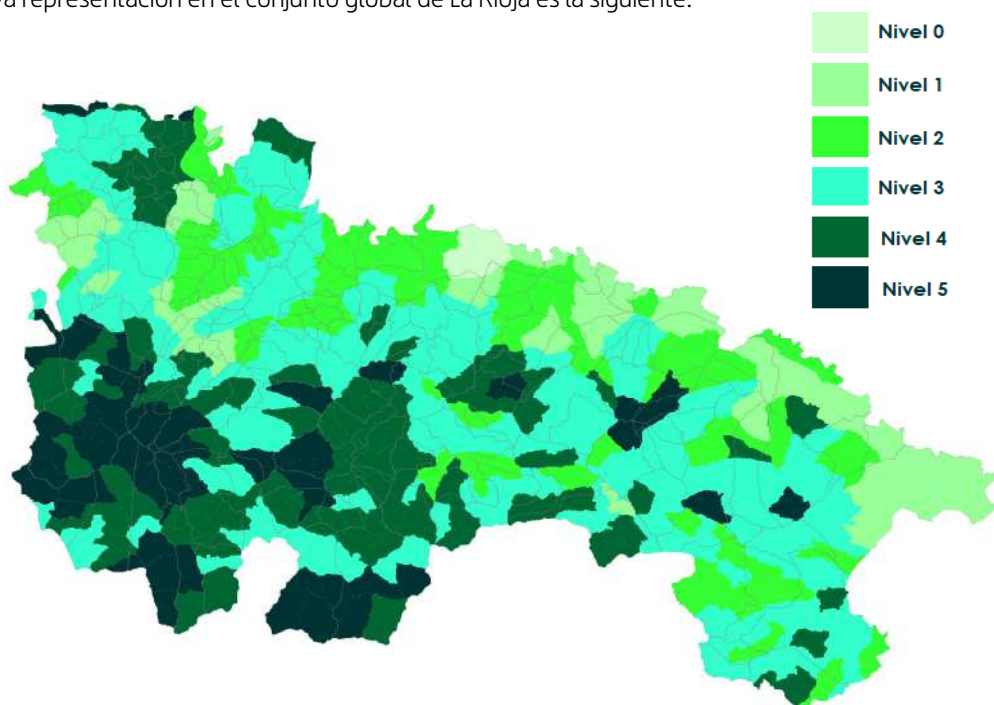 va representación en el conjunto global de La Rioja es la siguiente:
Nivel 0
Nivel 1
Nivel 2
Nivel 3
Nivel 4
Nivel 5